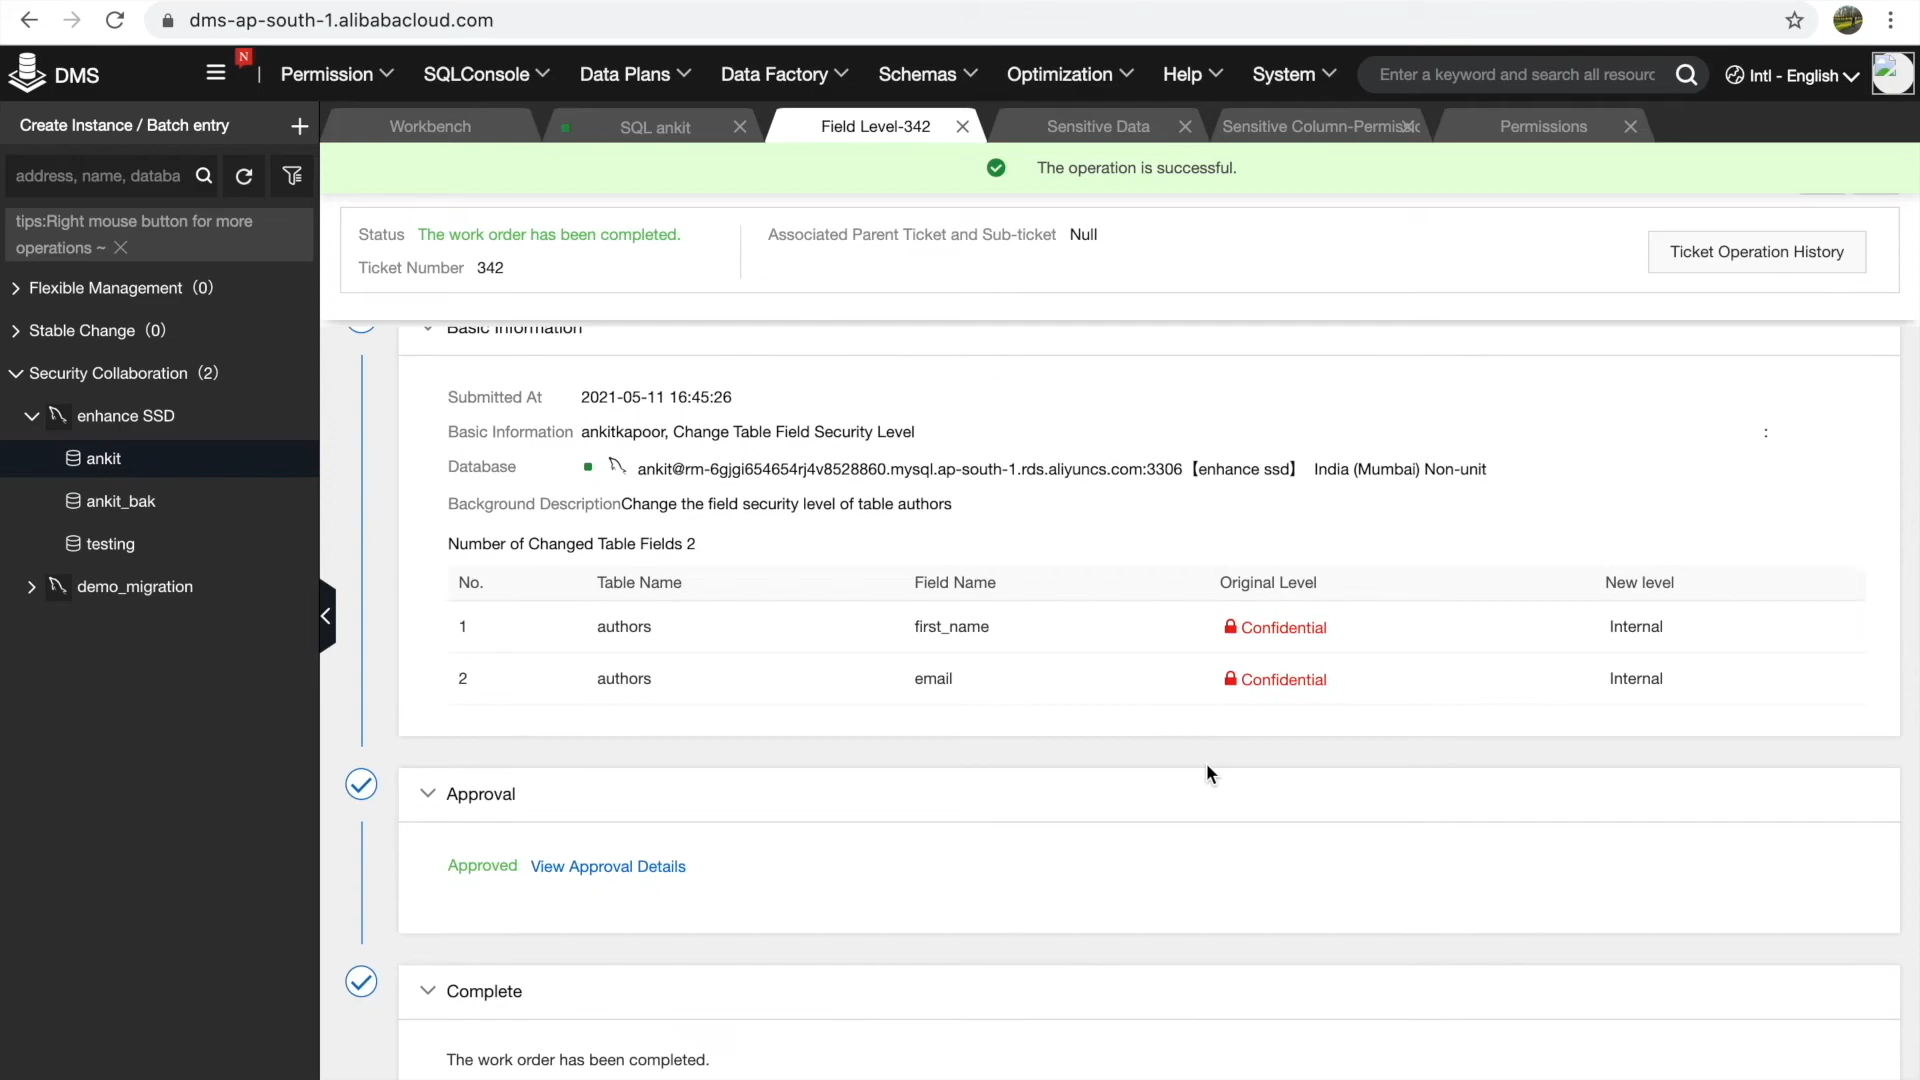 dms-ap-south-1.alibabacloud.com
DMS
N
Permission
SQLConsole
Data Plans
Data Factory
Schemas
Optimization
Help
System
Enter a keyword and search all resourc
Intl - English
Create Instance / Batch entry
Workbench
SQL ankit
Field Level-342
Sensitive Data
Sensitive Column-Permissic
Permissions
address, name, databa
The operation is successful.
tips:Right mouse button for more
operations ~
Status The work order has been completed.
Associated Parent Ticket and Sub-ticket Null
Ticket Number 342
Ticket Operation History
Flexible Management (0)
Stable Change (0)
Security Collaboration (2)
enhance SSD
ankit
ankit_bak
testing
demo_migration
Basic Information
Submitted At 2021-05-11 16:45:26
Basic Information ankitkapoor, Change Table Field Security Level :
Database ankit@rm-6gjgi654654rj4v8528860.mysql.ap-south-1.rds.aliyuncs.com:3306【enhance ssd】 India (Mumbai) Non-unit
Background DescriptionChange the field security level of table authors
Number of Changed Table Fields 2
No. Table Name Field Name Original Level New level
1 authors first_name Confidential Internal
2 authors email Confidential Internal
Approval
Approved View Approval Details
Complete
The work order has been completed.